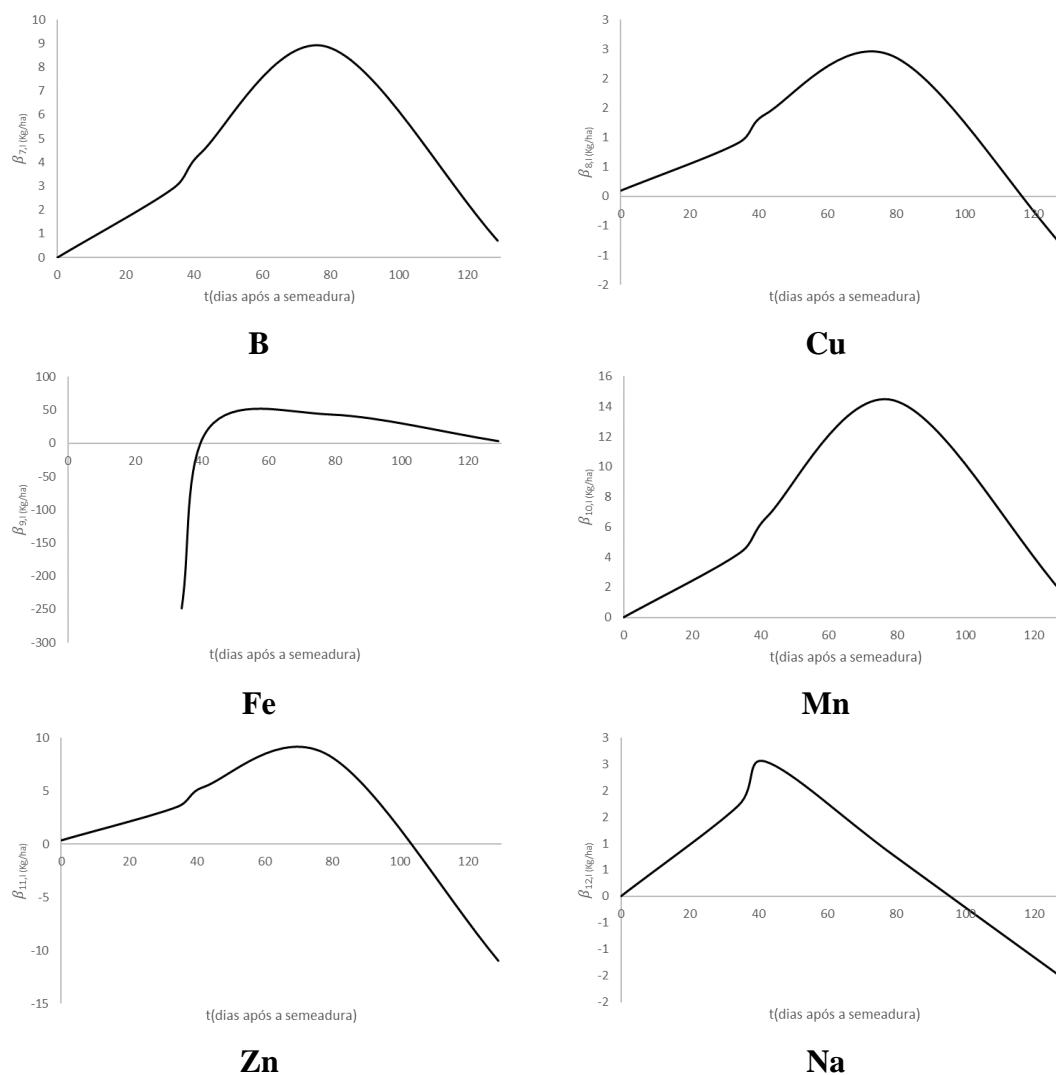 10
9
8
7
6
5
4
3
2
1
0
β7,l (Kg/ha)
0 20 40 60 80 100 120
t(dias após a semeadura)
B
3
3
2
2
1
1
0
-1
-1
-2
β8,l (Kg/ha)
0 20 40 60 80 100 120
t(dias após a semeadura)
Cu
100
50
0
-50
-100
-150
-200
-250
-300
β9,l (Kg/ha)
0 20 40 60 80 100 120
t(dias após a semeadura)
Fe
16
14
12
10
8
6
4
2
0
β10,l (Kg/ha)
0 20 40 60 80 100 120
t(dias após a semeadura)
Mn
10
5
0
-5
-10
-15
β11,l (Kg/ha)
0 20 40 60 80 100 120
t(dias após a semeadura)
Zn
3
3
2
2
1
1
0
-1
-1
-2
-2
β12,l (Kg/ha)
0 20 40 60 80 100 120
t(dias após a semeadura)
Na